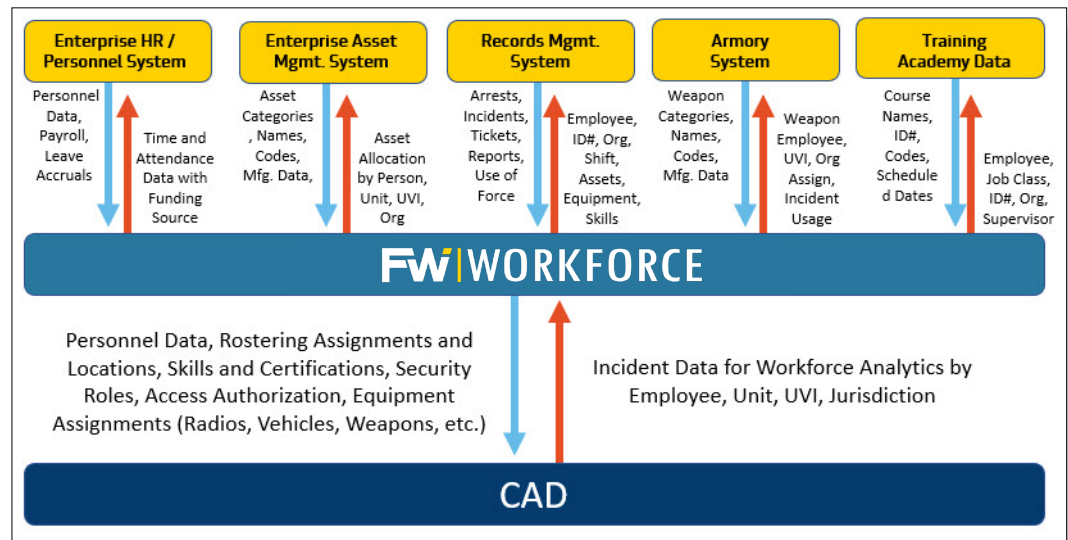 Enterprise HR /
Personnel System
Enterprise Asset
Mgmt. System
Records Mgmt.
System
Armory
System
Training
Academy Data
Personnel
Data,
Payroll,
Leave
Accruals
Time and
Attendance
Data with
Funding
Source
Asset
Categories
, Names,
Codes,
Mfg. Data,
Asset
Allocation
by Person,
Unit, UVI,
Org
Arrests,
Incidents,
Tickets,
Reports,
Use of
Force
Employee,
ID#, Org,
Shift,
Assets,
Equipment,
Skills
Weapon
Categories,
Names,
Codes,
Mfg. Data
Weapon
Employee,
UVI, Org
Assign,
Incident
Usage
Course
Names,
ID#,
Codes,
Schedule
d Dates
Employee,
Job Class,
ID#, Org,
Supervisor
FWi|WORKFORCE
Personnel Data, Rostering Assignments and
Locations, Skills and Certifications, Security
Roles, Access Authorization, Equipment
Assignments (Radios, Vehicles, Weapons, etc.)
Incident Data for Workforce Analytics by
Employee, Unit, UVI, Jurisdiction
CAD